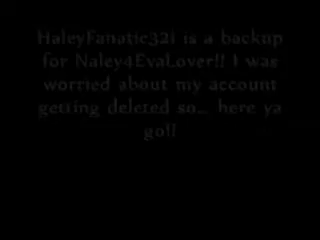 HaleyFanatic321 is a backup
for Naley4EvaLover!! I was
worried about my account
getting deleted so... here ya
go!!